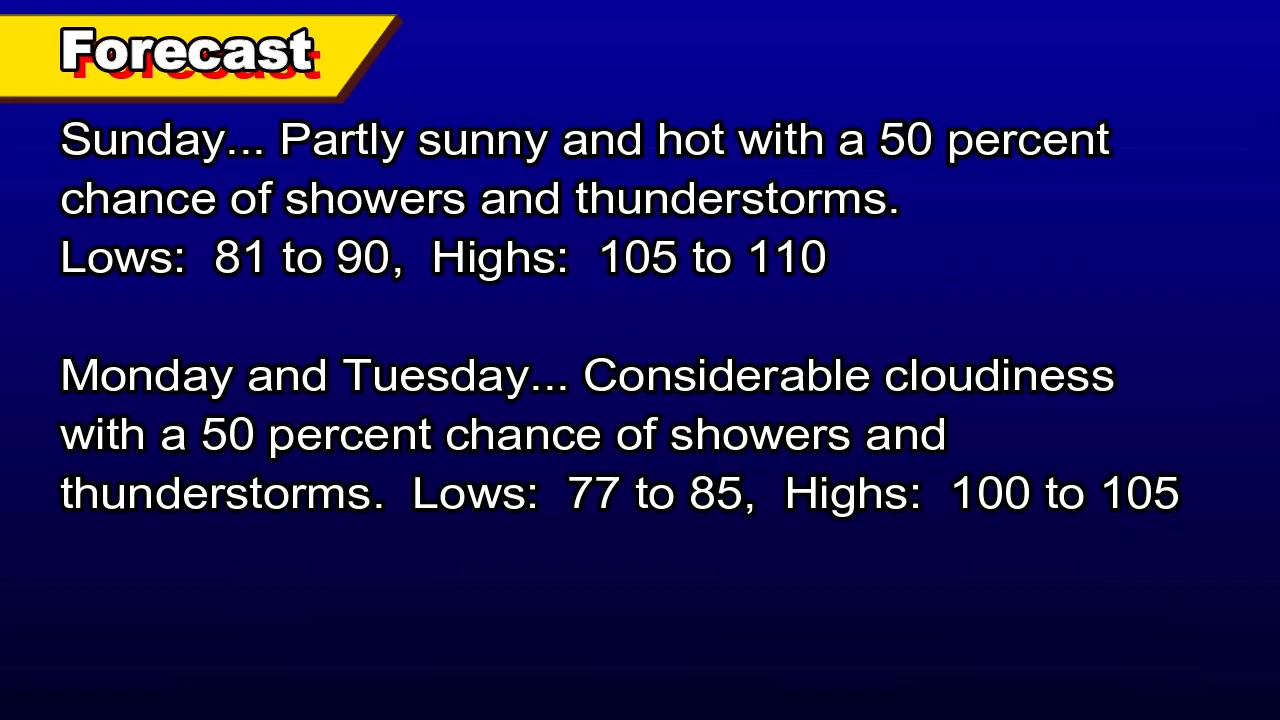 Forecast
Sunday... Partly sunny and hot with a 50 percent
chance of showers and thunderstorms.
Lows:  81 to 90,  Highs:  105 to 110
Monday and Tuesday... Considerable cloudiness
with a 50 percent chance of showers and
thunderstorms.  Lows:  77 to 85,  Highs:  100 to 105